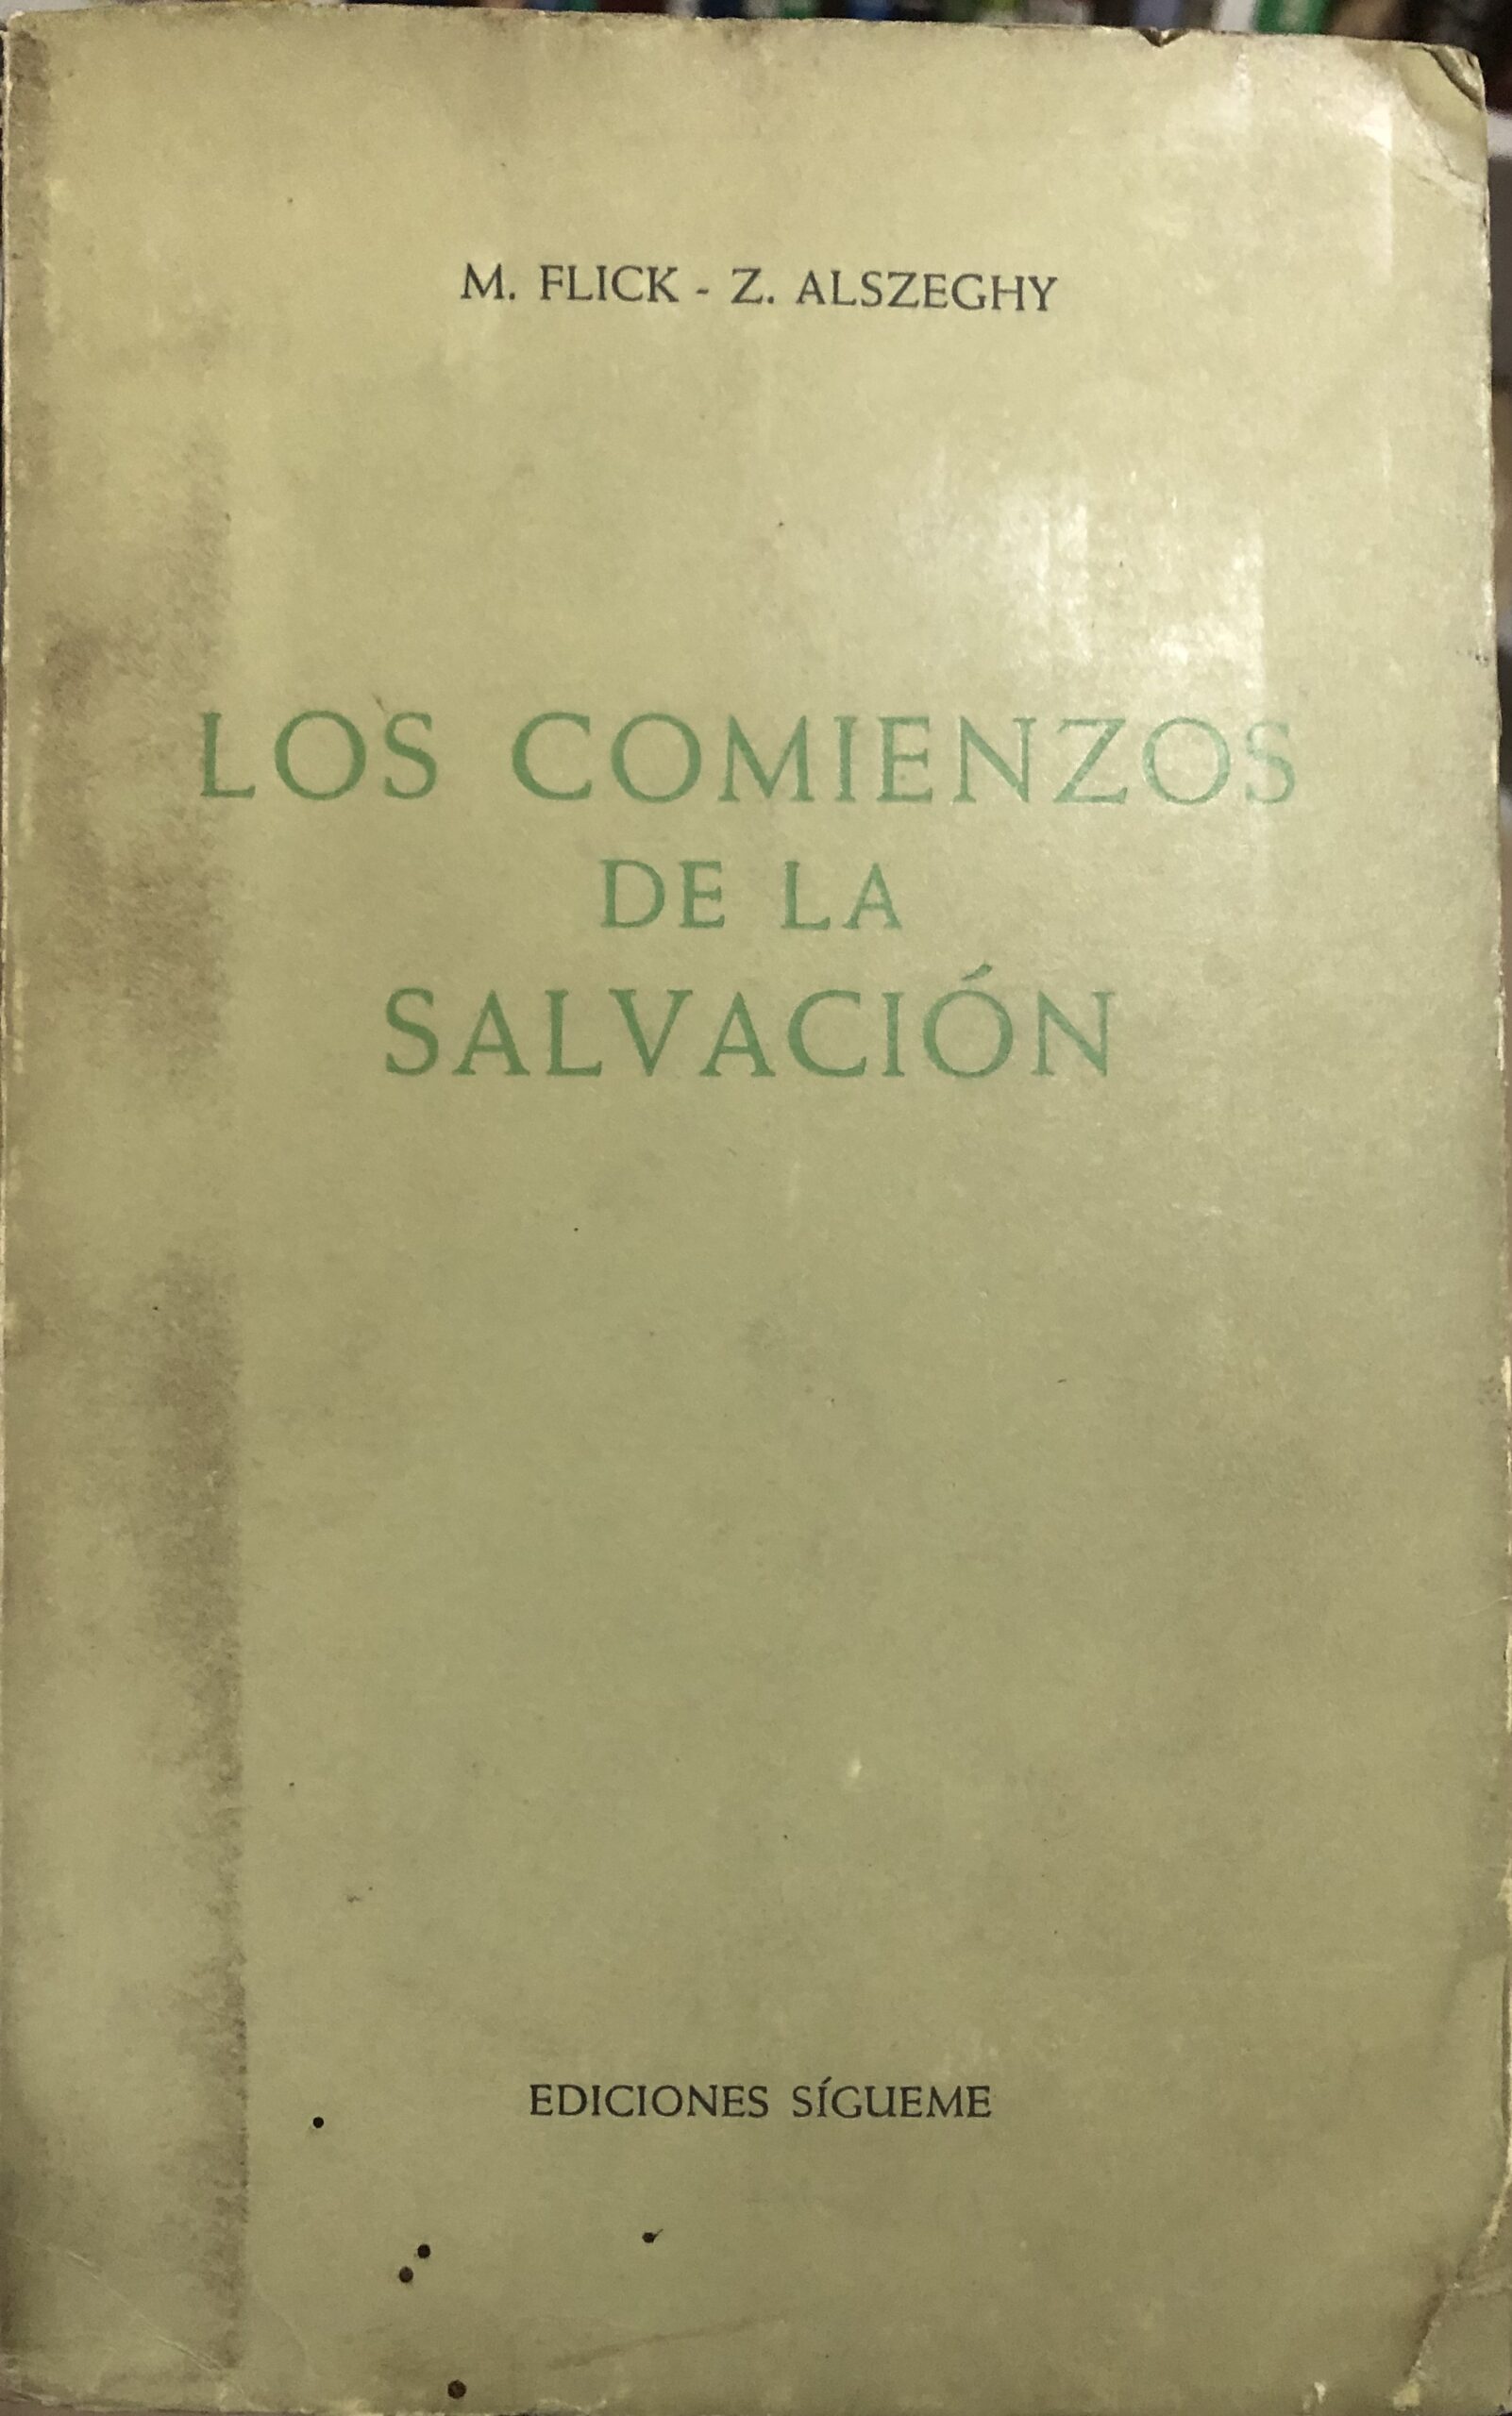 M. FLICK - Z. ALSZEGHY
LOS COMIENZOS
DE LA
SALVACIÓN
EDICIONES SÍGUEME